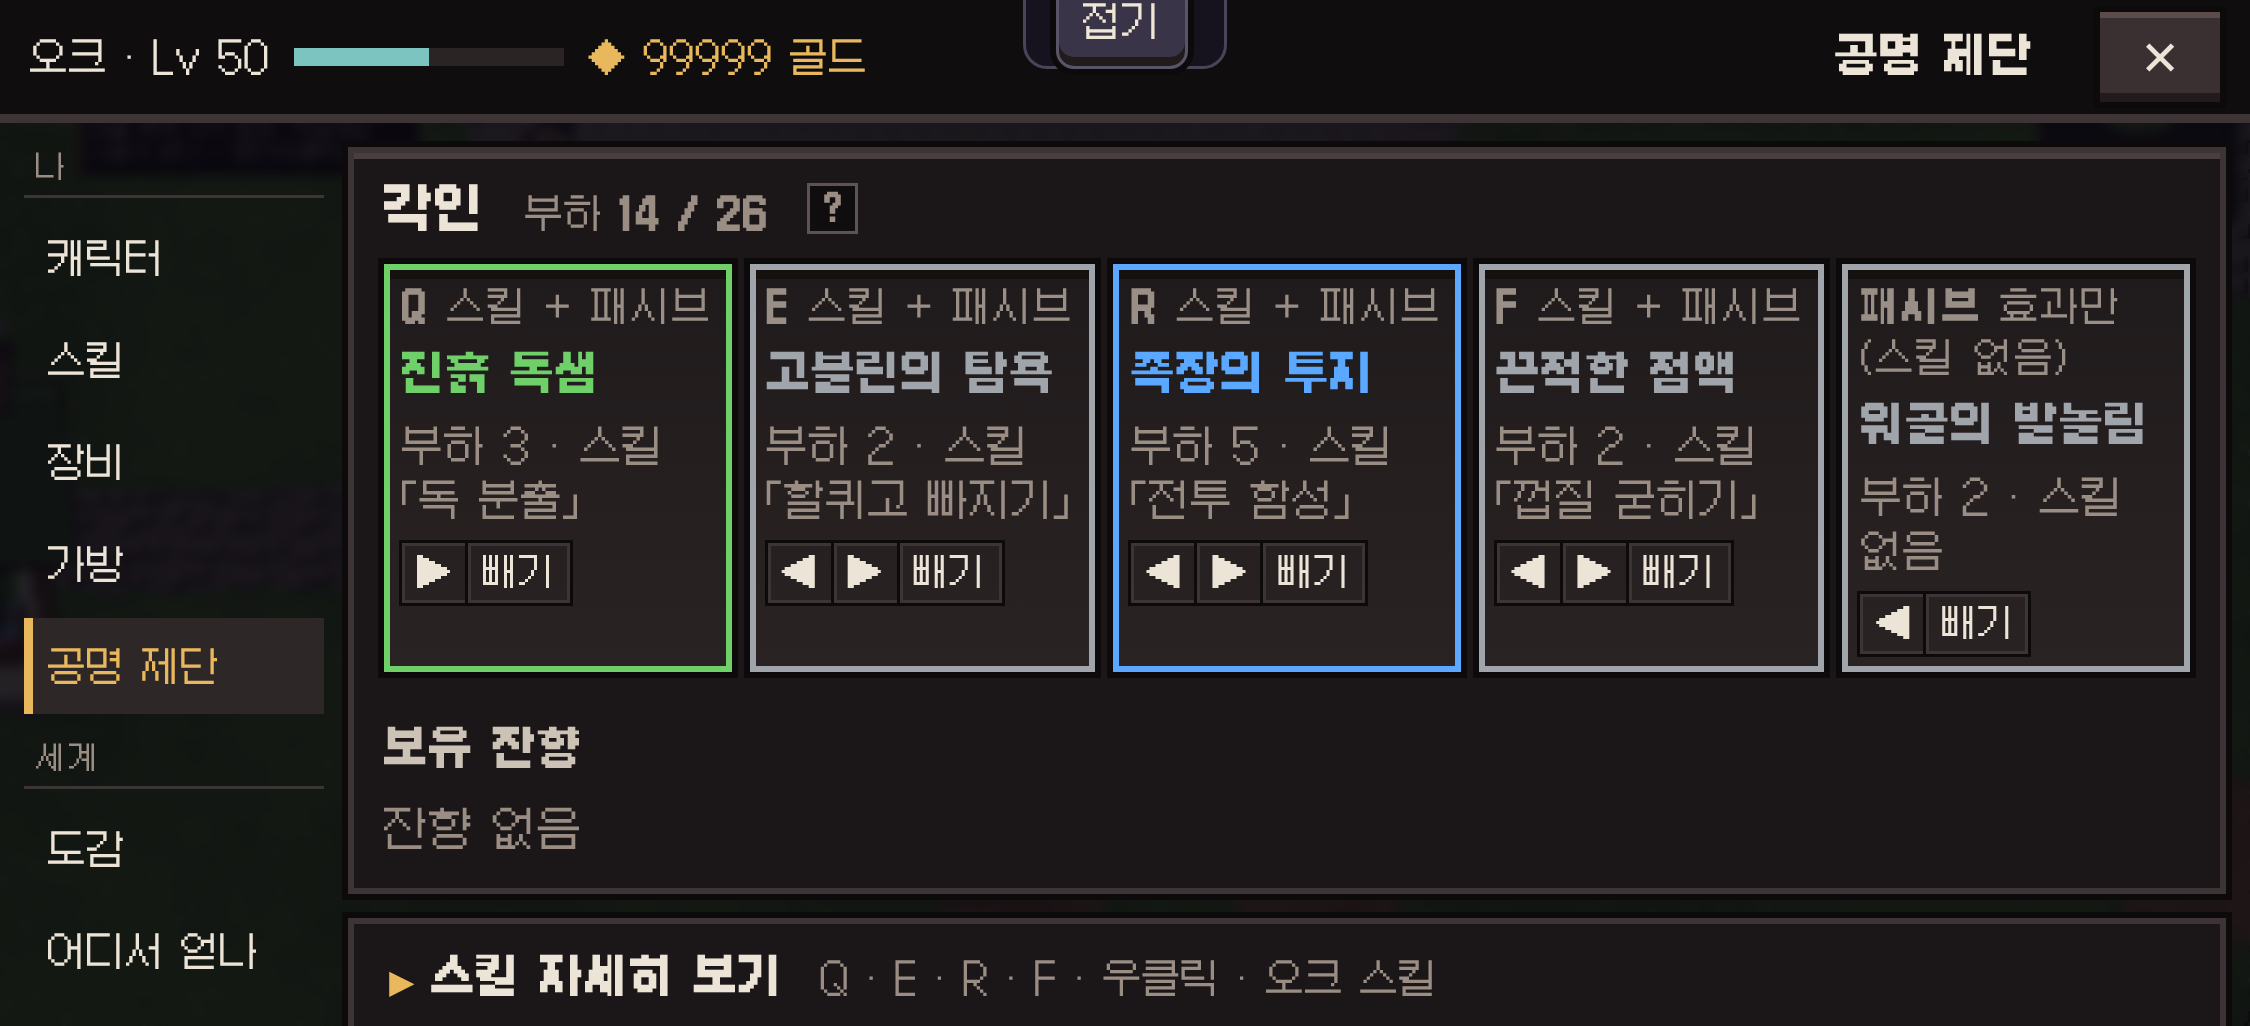 접기
오크 · Lv 50 ◆ 99999 골드
공명 제단 ×
나
캐릭터
스킬
장비
가방
공명 제단
세계
도감
어디서 얻나
각인 부하 14 / 26 ?
Q 스킬 + 패시브
진흙 독샘
부하 3 · 스킬
「독 분출」
▶ 빼기
E 스킬 + 패시브
고블린의 탐욕
부하 2 · 스킬
「할퀴고 빠지기」
◀ ▶ 빼기
R 스킬 + 패시브
족장의 투지
부하 5 · 스킬
「전투 함성」
◀ ▶ 빼기
F 스킬 + 패시브
끈적한 점액
부하 2 · 스킬
「껍질 굳히기」
◀ ▶ 빼기
패시브 효과만
(스킬 없음)
워골의 발놀림
부하 2 · 스킬
없음
◀ 빼기
보유 잔향
잔향 없음
▶ 스킬 자세히 보기 Q · E · R · F · 우클릭 · 오크 스킬